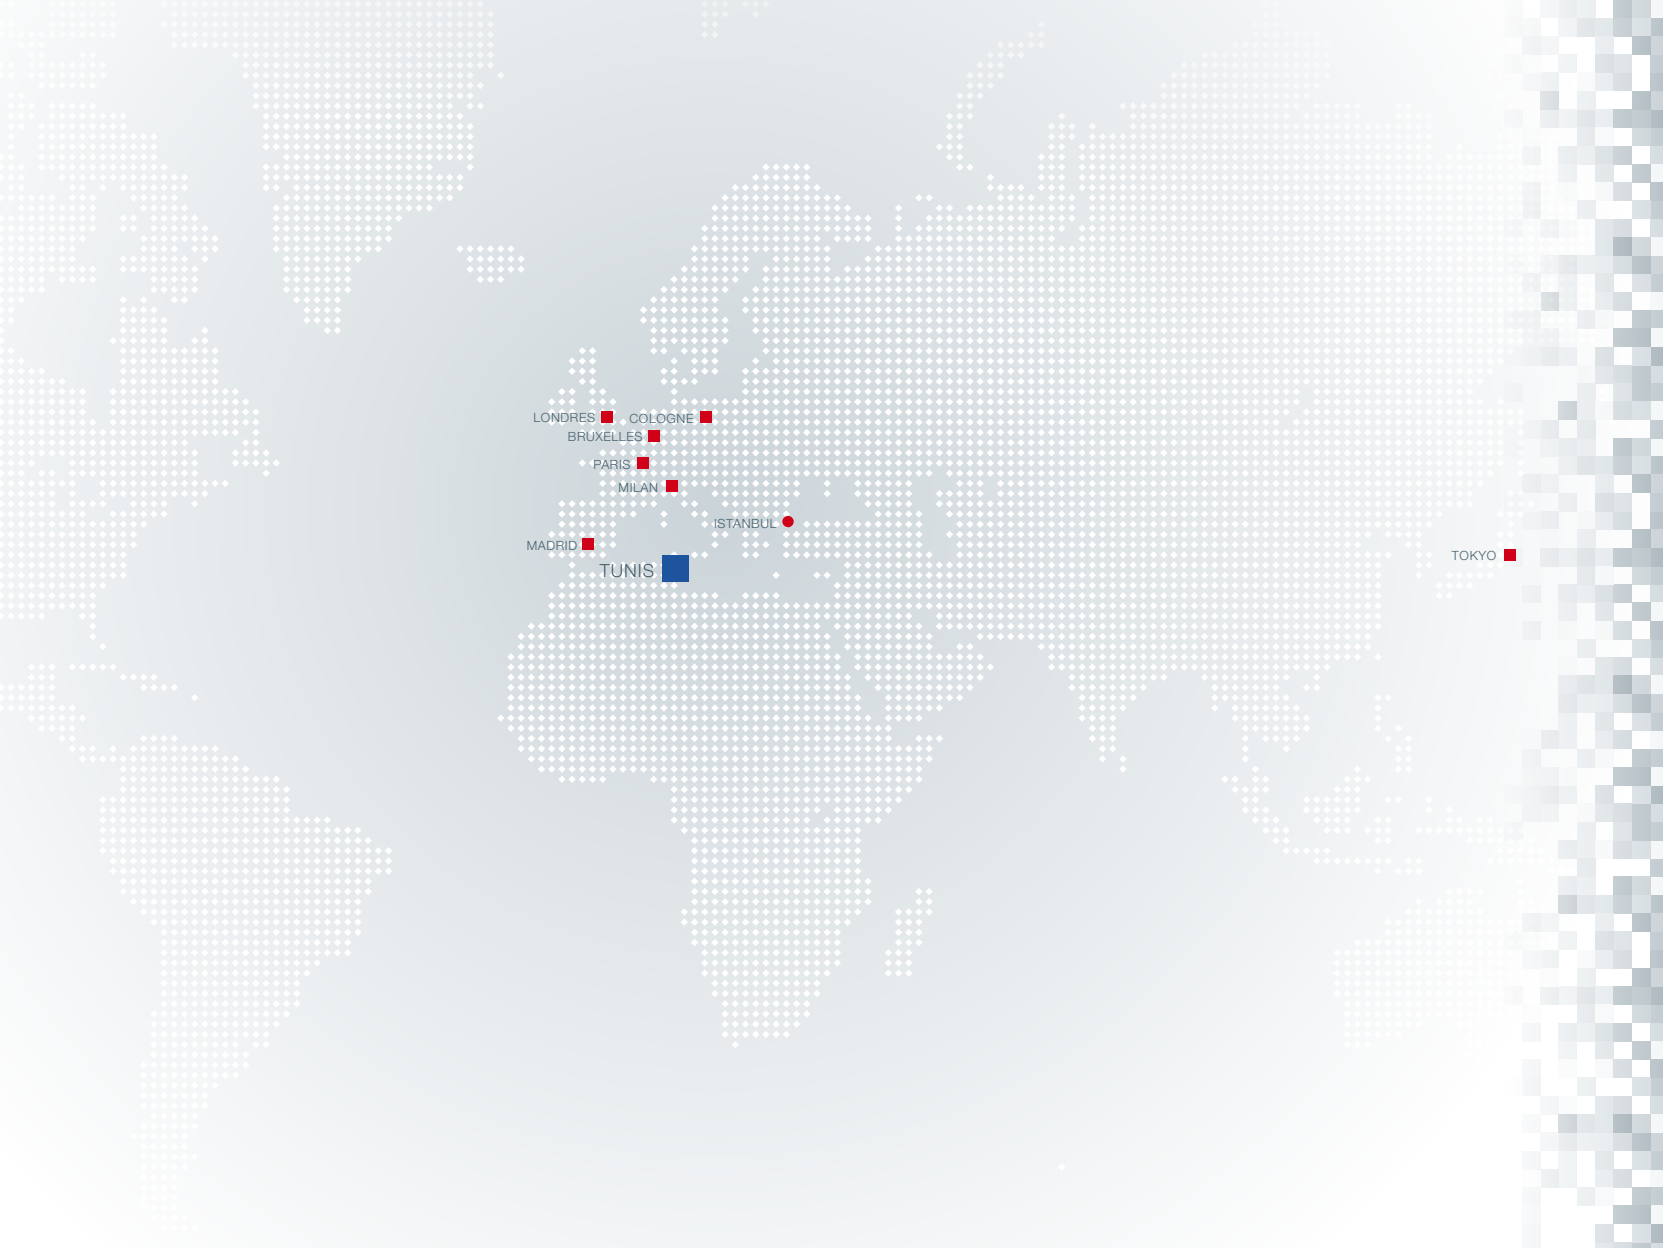 LONDRES
COLOGNE
BRUXELLES
PARIS
MILAN
ISTANBUL
MADRID
TOKYO
TUNIS